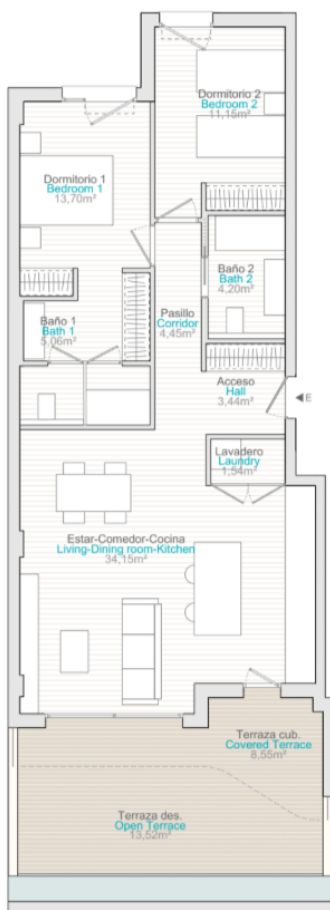 Dormitorio 2
Bedroom 2
11,15m²
Dormitorio 1
Bedroom 1
13,70m²
Baño 2
Bath 2
4,20m²
Pasillo
Corridor
4,45m²
Baño 1
Bath 1
5,06m²
Acceso
Hall
3,44m²
E
Lavadero
Laundry
1,54m²
Estar-Comedor-Cocina
Living-Dining room-Kitchen
34,15m²
Terraza cub.
Covered Terrace
8,55m²
Terraza des.
Open Terrace
13,52m²